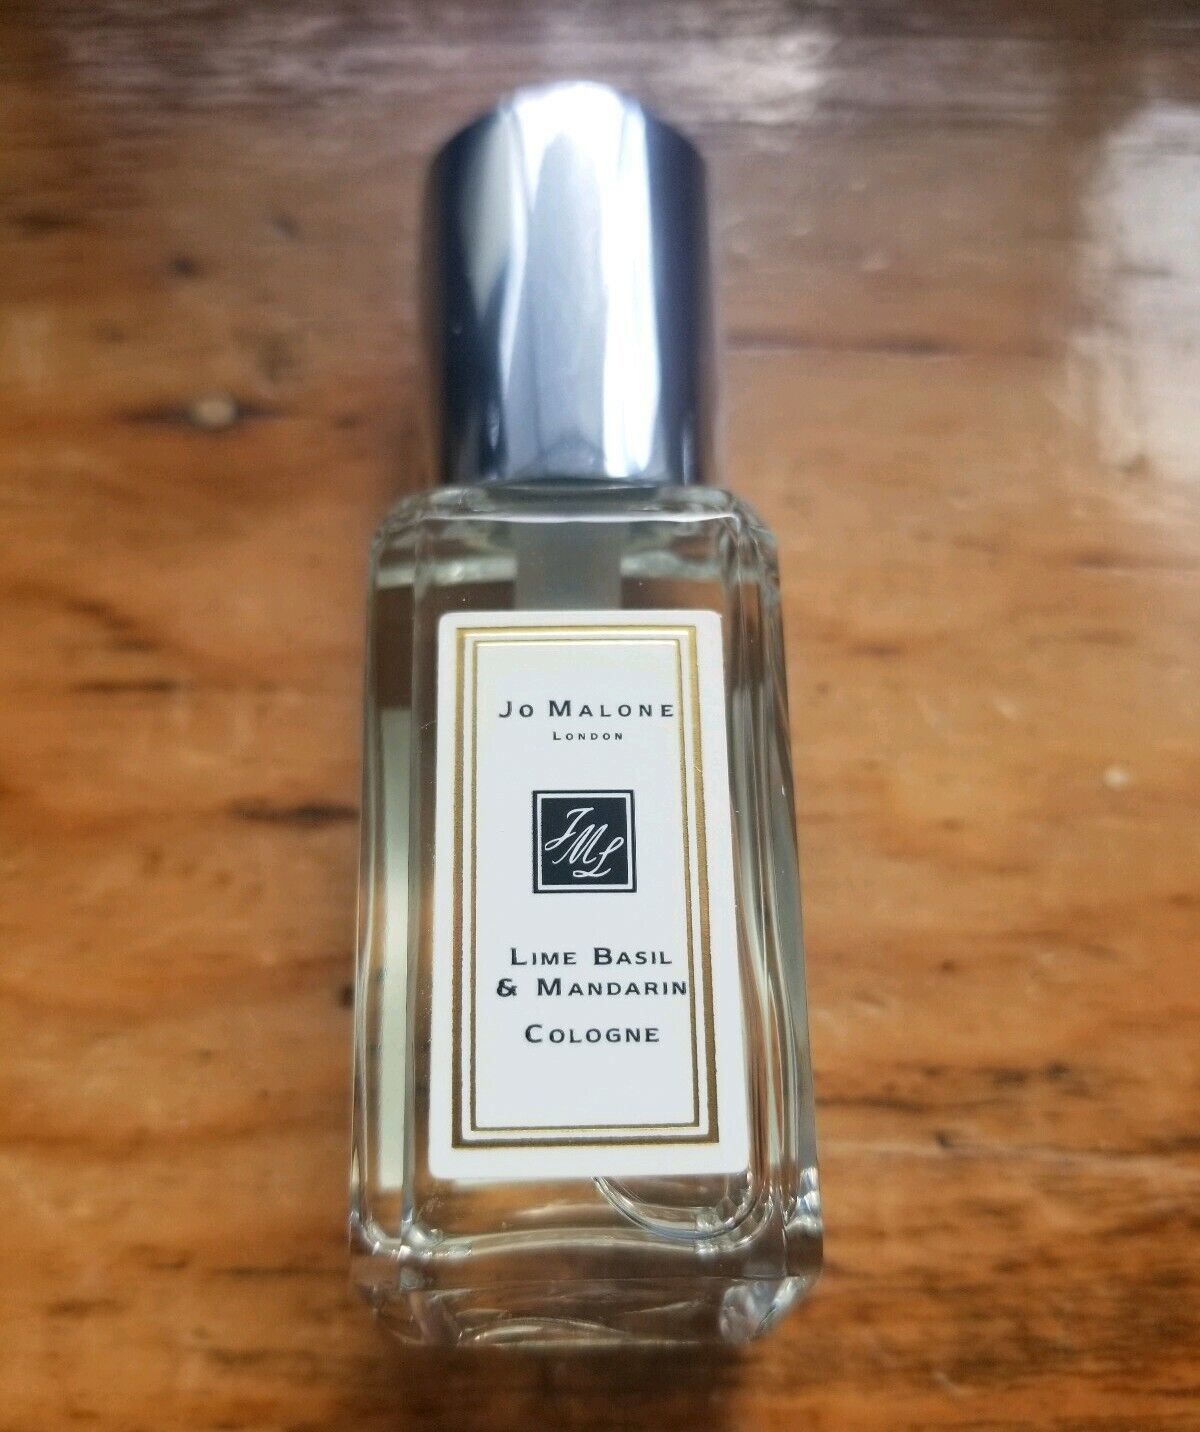 Jo Malone
London
JML
Lime Basil
& Mandarin
Cologne